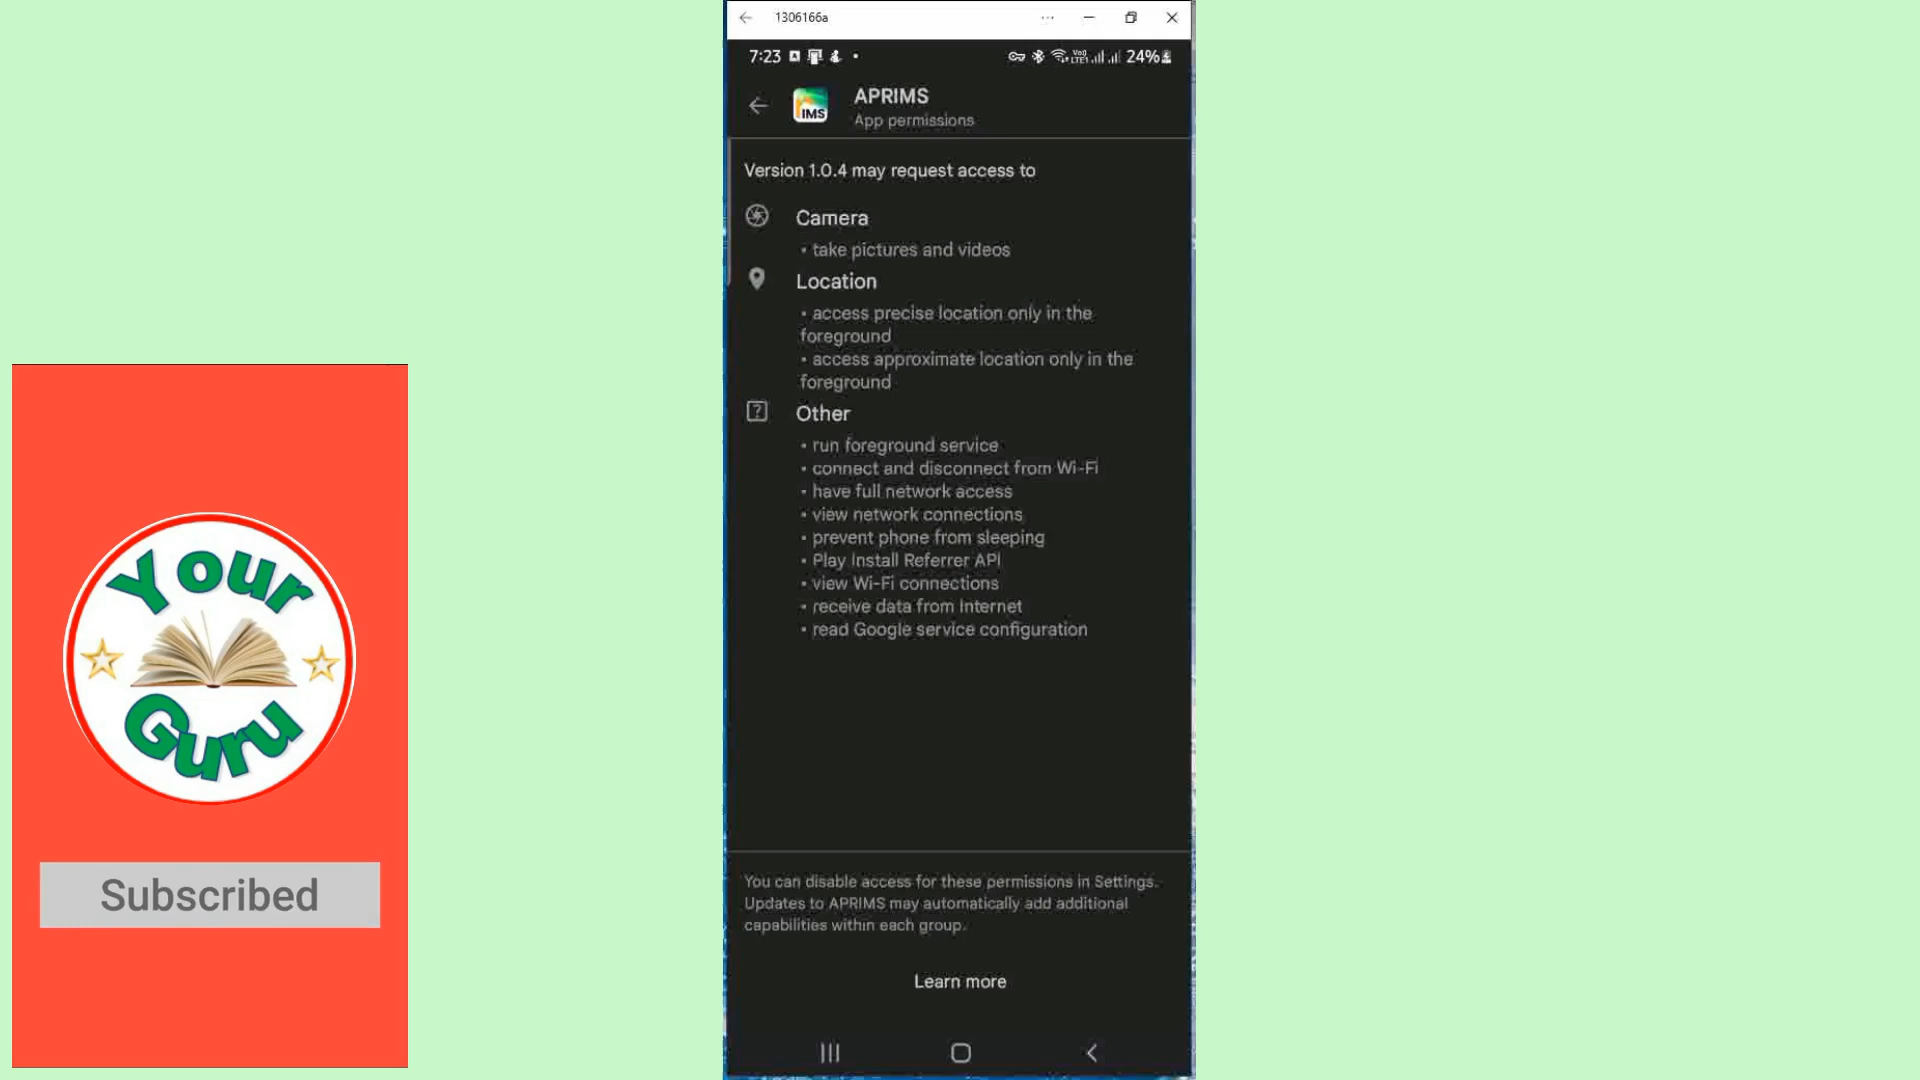 1306166a
7:23
24%
APRIMS
App permissions
IMS
Version 1.0.4 may request access to
Camera
• take pictures and videos
Location
• access precise location only in the
foreground
• access approximate location only in the
foreground
Other
• run foreground service
• connect and disconnect from Wi-Fi
• have full network access
• view network connections
• prevent phone from sleeping
• Play Install Referrer API
• view Wi-Fi connections
• receive data from Internet
• read Google service configuration
You can disable access for these permissions in Settings.
Updates to APRIMS may automatically add additional
capabilities within each group.
Learn more
Your
Guru
Subscribed